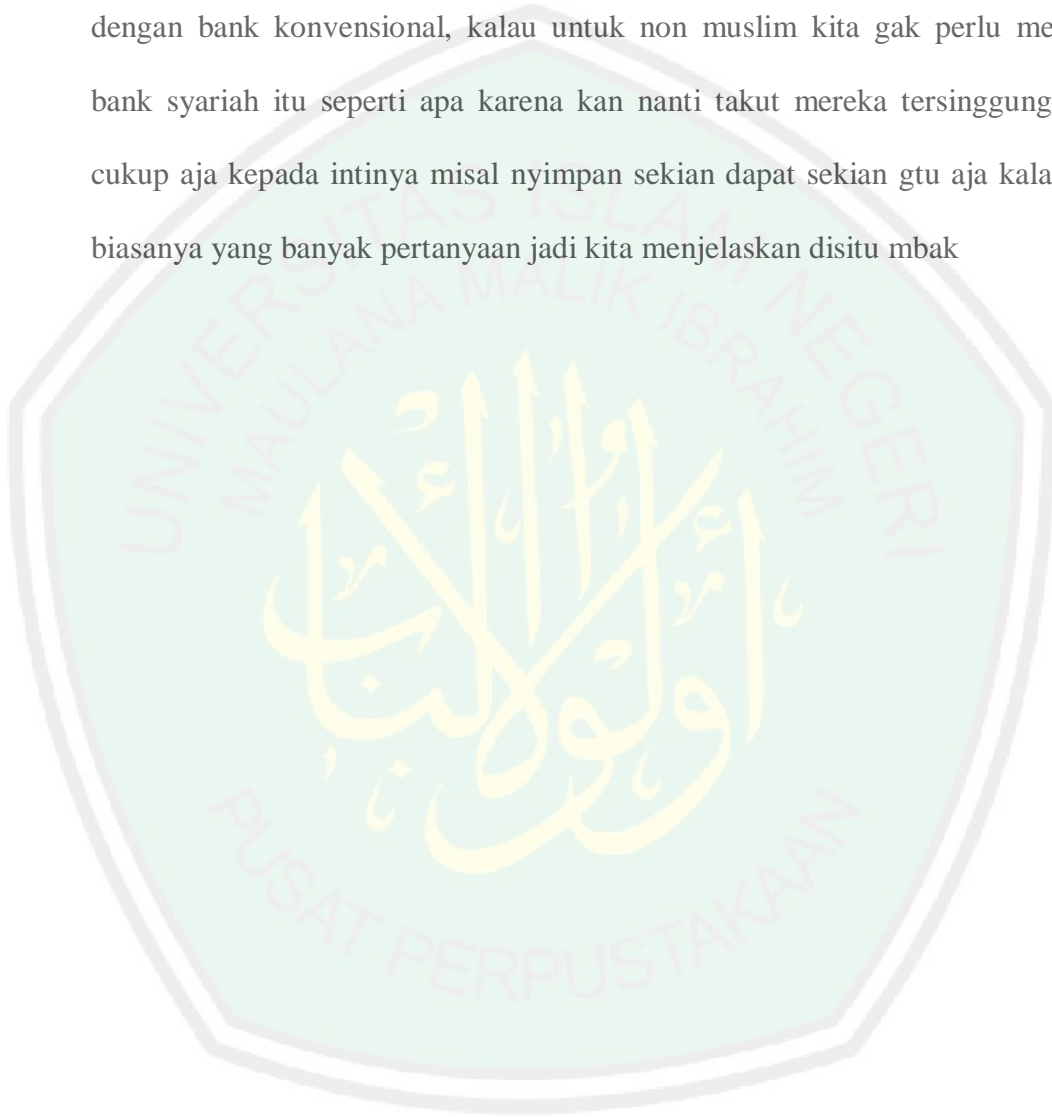 dengan bank konvensional, kalau untuk non muslim kita gak perlu me
bank syariah itu seperti apa karena kan nanti takut mereka tersinggung
cukup aja kepada intinya misal nyimpan sekian dapat sekian gtu aja kala
biasanya yang banyak pertanyaan jadi kita menjelaskan disitu mbak
UNIVERSITAS ISLAM NEGERI
MAULANA MALIK IBRAHIM
أولوا الألباب
PUSAT PERPUSTAKAAN